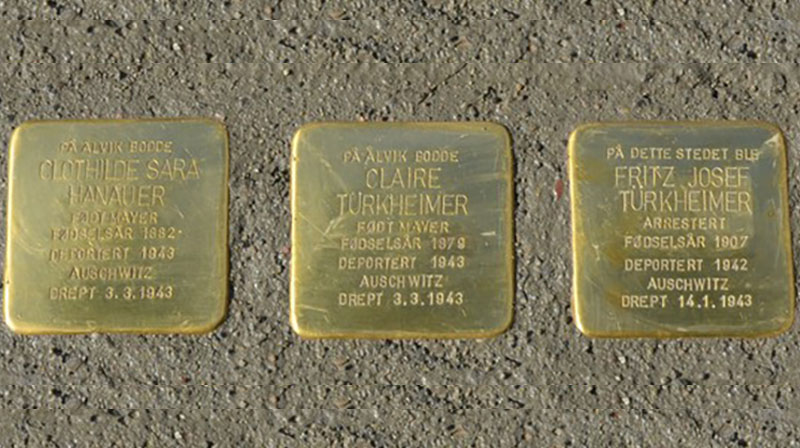 PÅ ÅLVIK BODDE
CLOTHILDE SARA
HANAUER
FØDT MAYER
FØDSELSÅR 1882
DEPORTERT 1943
AUSCHWITZ
DREPT 3.3.1943
PÅ ÅLVIK BODDE
CLAIRE
TÜRKHEIMER
FØDT MAYER
FØDSELSÅR 1879
DEPORTERT 1943
AUSCHWITZ
DREPT 3.3.1943
PÅ DETTE STEDET BLE
FRITZ JOSEF
TÜRKHEIMER
ARRESTERT
FØDSELSÅR 1907
DEPORTERT 1942
AUSCHWITZ
DREPT 14.1.1943